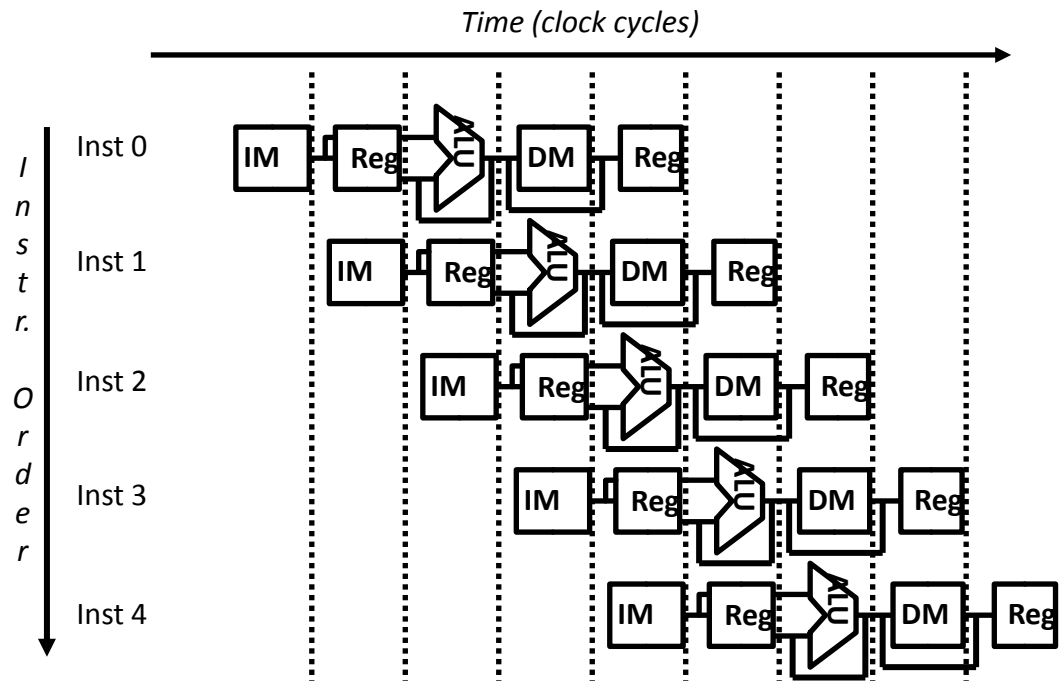 Time (clock cycles)
Instr. Order
Inst 0
IM Reg ALU DM Reg
Inst 1
IM Reg ALU DM Reg
Inst 2
IM Reg ALU DM Reg
Inst 3
IM Reg ALU DM Reg
Inst 4
IM Reg ALU DM Reg